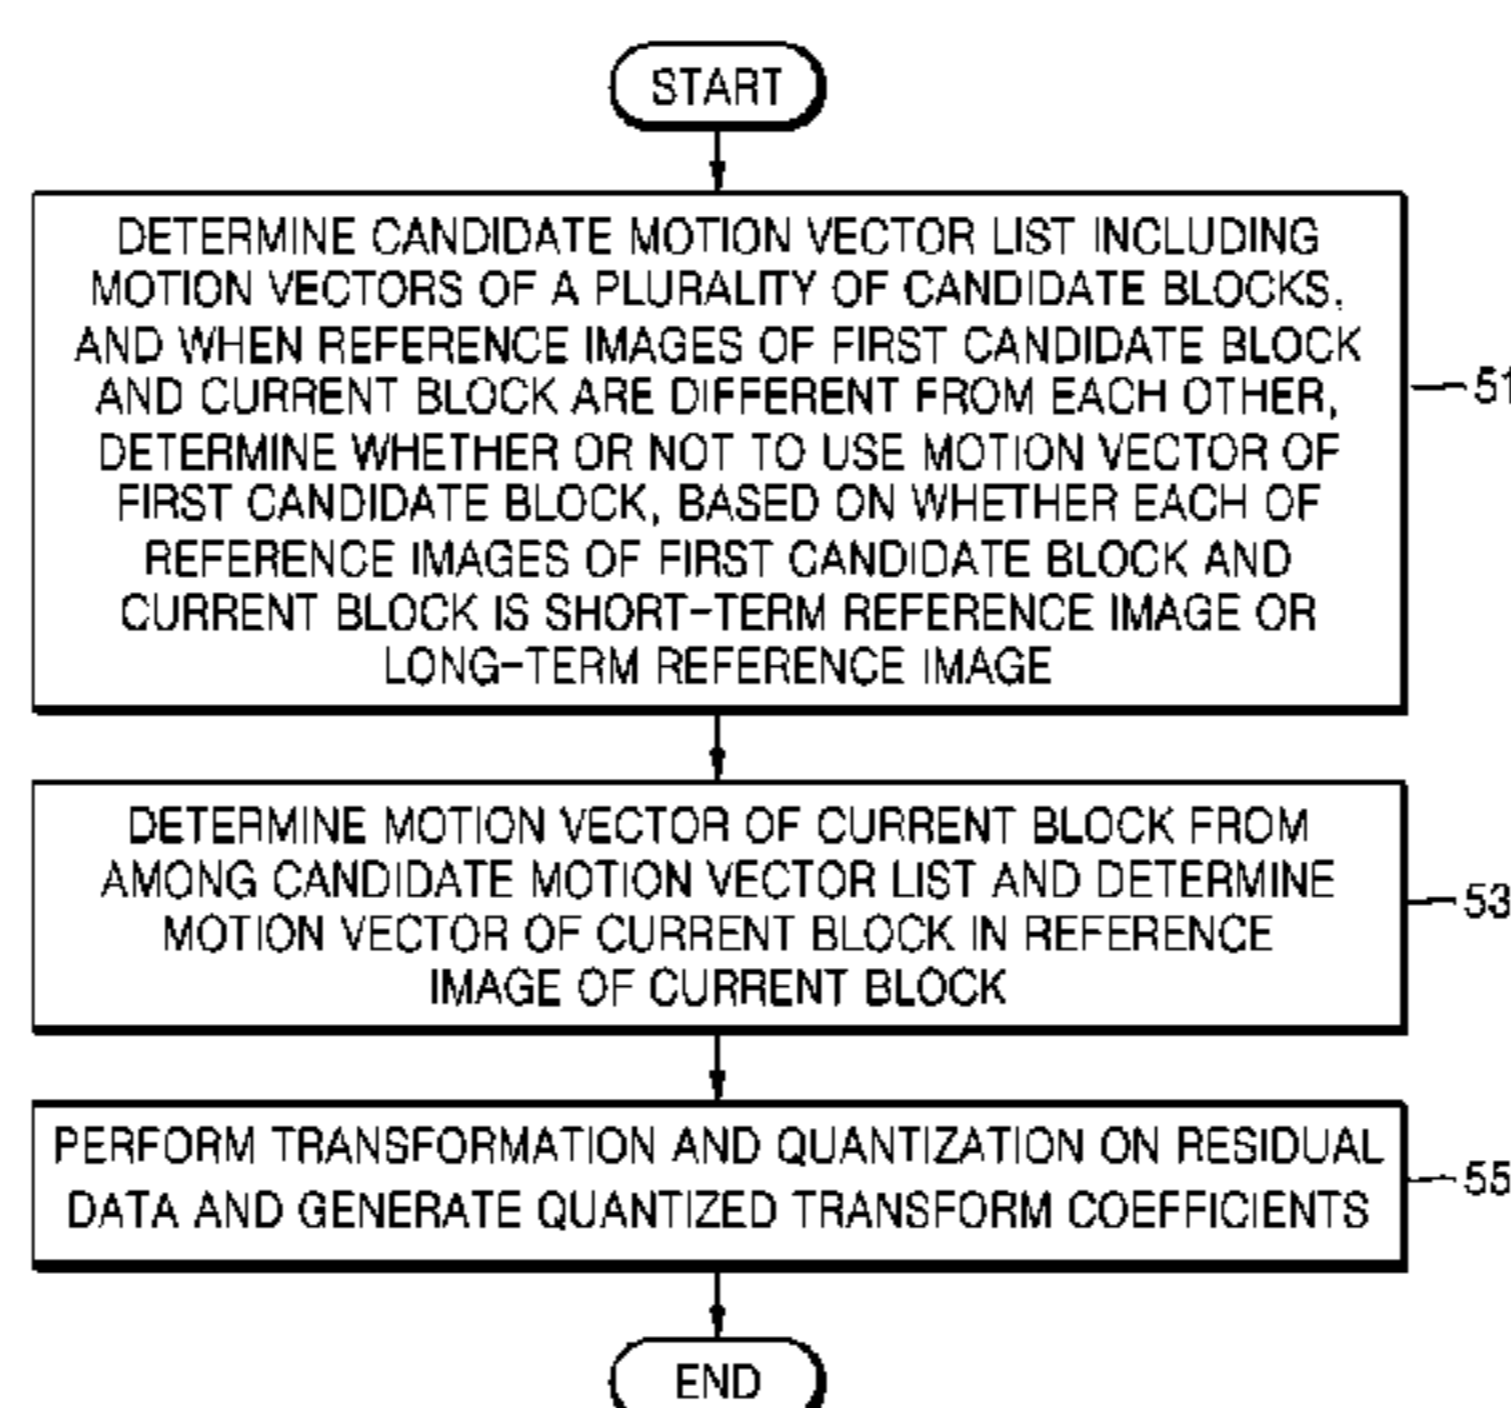 START
DETERMINE CANDIDATE MOTION VECTOR LIST INCLUDING
MOTION VECTORS OF A PLURALITY OF CANDIDATE BLOCKS,
AND WHEN REFERENCE IMAGES OF FIRST CANDIDATE BLOCK
AND CURRENT BLOCK ARE DIFFERENT FROM EACH OTHER,
DETERMINE WHETHER OR NOT TO USE MOTION VECTOR OF
FIRST CANDIDATE BLOCK, BASED ON WHETHER EACH OF
REFERENCE IMAGES OF FIRST CANDIDATE BLOCK AND
CURRENT BLOCK IS SHORT-TERM REFERENCE IMAGE OR
LONG-TERM REFERENCE IMAGE
51
DETERMINE MOTION VECTOR OF CURRENT BLOCK FROM
AMONG CANDIDATE MOTION VECTOR LIST AND DETERMINE
MOTION VECTOR OF CURRENT BLOCK IN REFERENCE
IMAGE OF CURRENT BLOCK
53
PERFORM TRANSFORMATION AND QUANTIZATION ON RESIDUAL
DATA AND GENERATE QUANTIZED TRANSFORM COEFFICIENTS
55
END